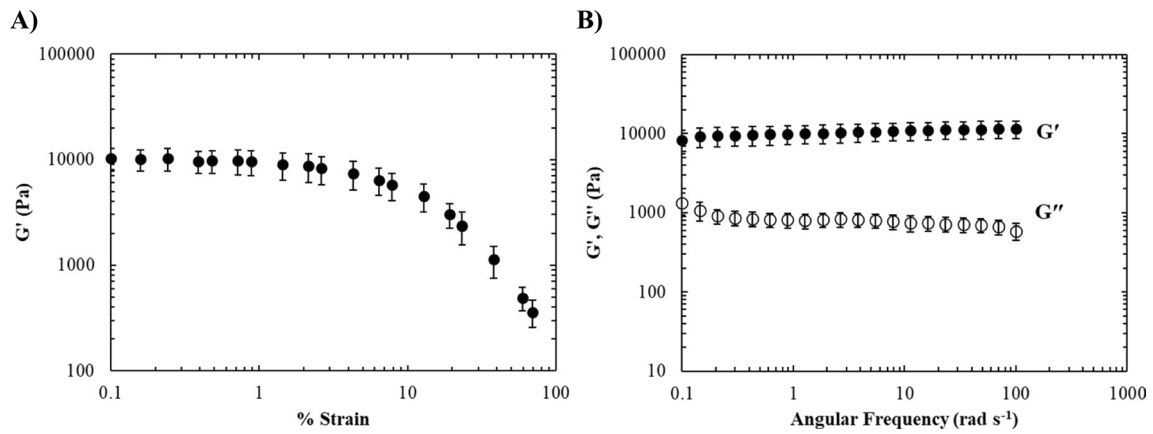 A)
100000
10000
1000
100
G' (Pa)
0.1 1 10 100
% Strain
B)
100000
10000
1000
100
10
G', G'' (Pa)
G′
G″
0.1 1 10 100 1000
Angular Frequency (rad s⁻¹)